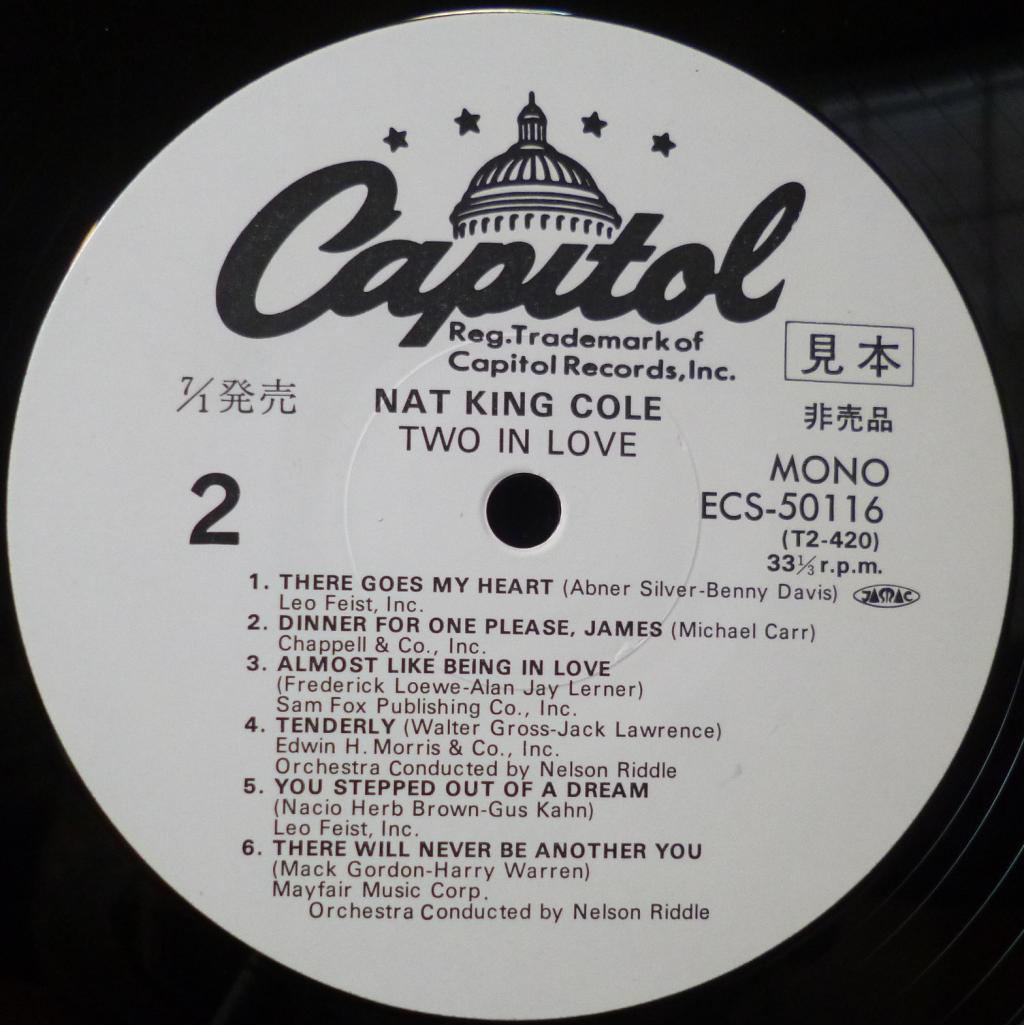 Capitol
Reg.Trademark of
Capitol Records,Inc.
見本
7/1発売
NAT KING COLE
非売品
TWO IN LOVE
MONO
2
ECS-50116
(T2-420)
33⅓r.p.m.
1. THERE GOES MY HEART (Abner Silver-Benny Davis) JASRAC
Leo Feist, Inc.
2. DINNER FOR ONE PLEASE, JAMES (Michael Carr)
Chappell & Co., Inc.
3. ALMOST LIKE BEING IN LOVE
(Frederick Loewe-Alan Jay Lerner)
Sam Fox Publishing Co., Inc.
4. TENDERLY (Walter Gross-Jack Lawrence)
Edwin H. Morris & Co., Inc.
Orchestra Conducted by Nelson Riddle
5. YOU STEPPED OUT OF A DREAM
(Nacio Herb Brown-Gus Kahn)
Leo Feist, Inc.
6. THERE WILL NEVER BE ANOTHER YOU
(Mack Gordon-Harry Warren)
Mayfair Music Corp.
Orchestra Conducted by Nelson Riddle